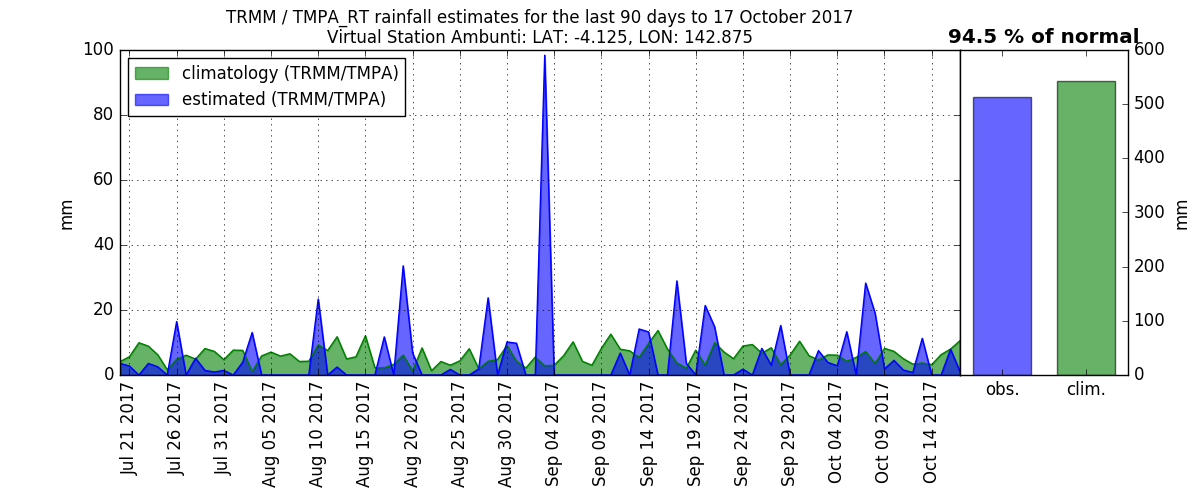 TRMM / TMPA_RT rainfall estimates for the last 90 days to 17 October 2017
Virtual Station Ambunti: LAT: -4.125, LON: 142.875
94.5 % of normal
climatology (TRMM/TMPA)
estimated (TRMM/TMPA)
100
80
60
40
20
0
mm
600
500
400
300
200
100
0
mm
Jul 21 2017
Jul 26 2017
Jul 31 2017
Aug 05 2017
Aug 10 2017
Aug 15 2017
Aug 20 2017
Aug 25 2017
Aug 30 2017
Sep 04 2017
Sep 09 2017
Sep 14 2017
Sep 19 2017
Sep 24 2017
Sep 29 2017
Oct 04 2017
Oct 09 2017
Oct 14 2017
obs.
clim.